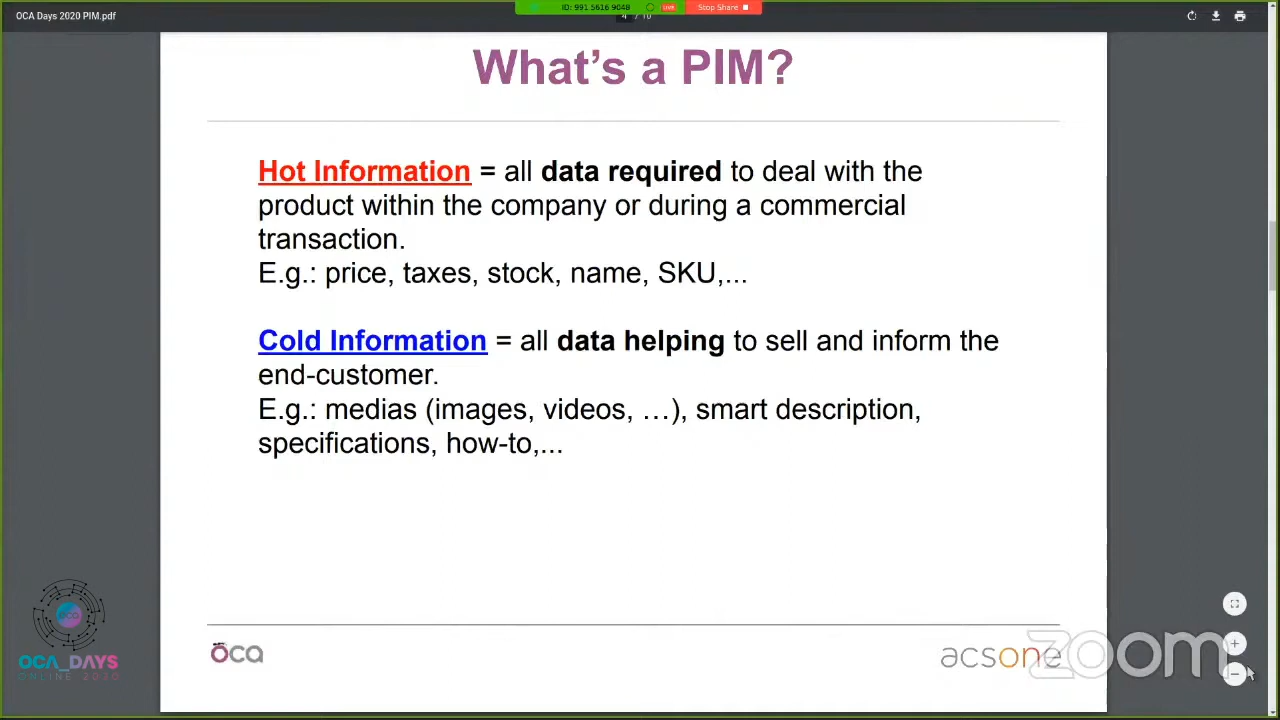 OCA Days 2020 PIM.pdf
ID: 991 5616 9048
LIVE
Stop Share
4 / 10
What's a PIM?
Hot Information = all data required to deal with the
product within the company or during a commercial
transaction.
E.g.: price, taxes, stock, name, SKU,...
Cold Information = all data helping to sell and inform the
end-customer.
E.g.: medias (images, videos, …), smart description,
specifications, how-to,...
OCA_DAYS
ONLINE 2020
oca
acsone
zoom